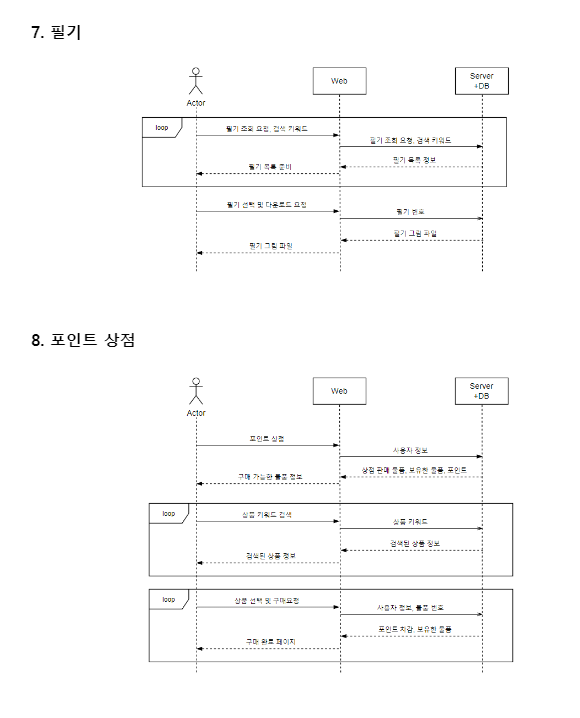 7. 필기
Actor
Web
Server
+DB
loop
필기 조회 요청, 검색 키워드
필기 조회 요청, 검색 키워드
필기 목록 정보
필기 목록 준비
필기 선택 및 다운로드 요청
필기 번호
필기 그림 파일
필기 그림 파일
8. 포인트 상점
Actor
Web
Server
+DB
포인트 상점
사용자 정보
상점 판매 물품, 보유한 물품, 포인트
구매 가능한 물품 정보
loop
상품 키워드 검색
상품 키워드
검색된 상품 정보
검색된 상품 정보
loop
상품 선택 및 구매요청
사용자 정보, 물품 번호
포인트 차감, 보유한 물품
구매 완료 페이지